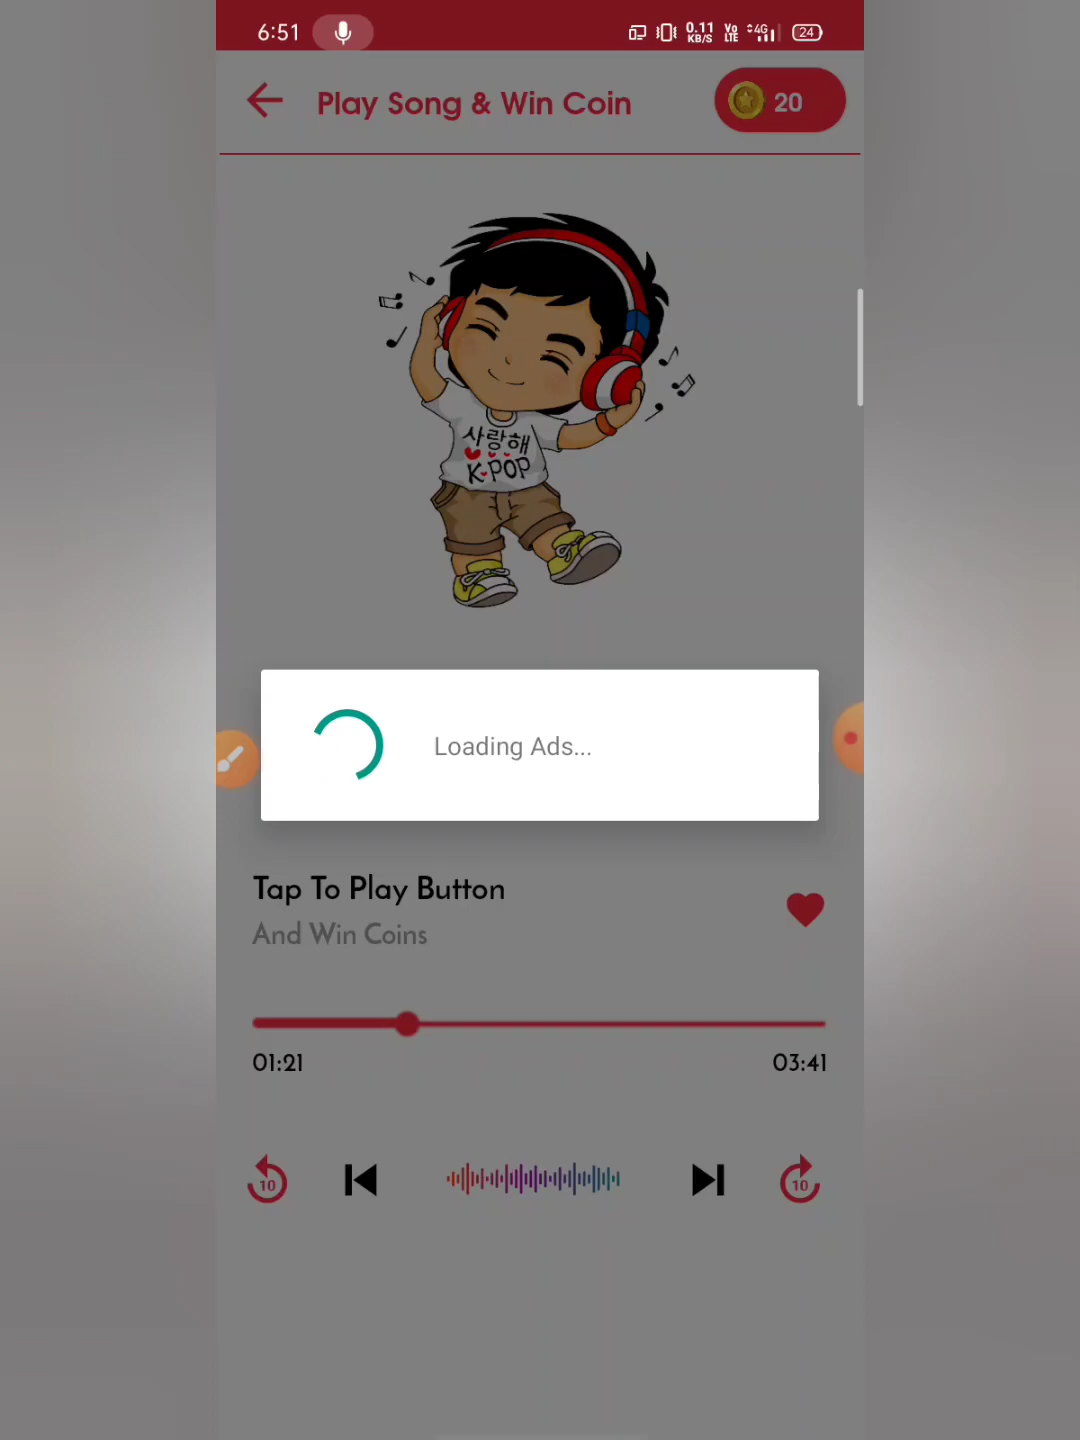 6:51
0.11
KB/S
Vo
LTE
4G
24
Play Song & Win Coin
20
사랑해
K-POP
Loading Ads...
Tap To Play Button
And Win Coins
01:21
03:41
10
10